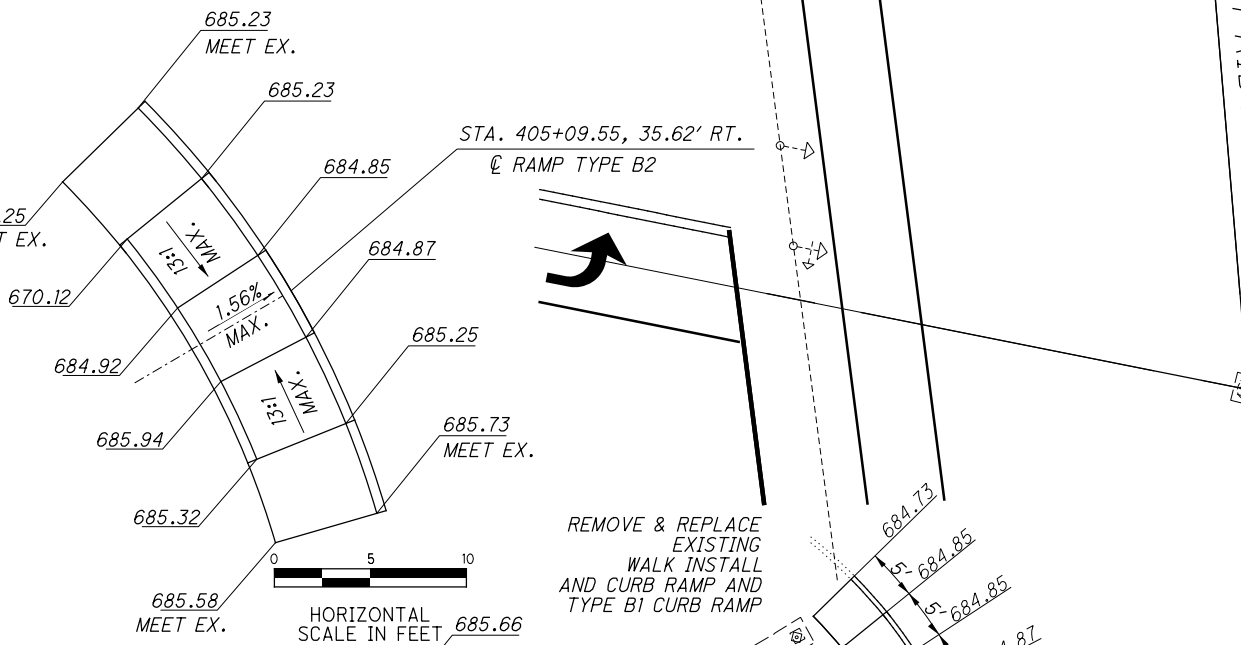 685.23
MEET EX.
685.23
STA. 405+09.55, 35.62' RT.
℄ RAMP TYPE B2
684.85
.25
T EX.
13:1
MAX.
684.87
670.12
1.56%
MAX.
685.25
684.92
13:1
MAX.
685.94
685.73
MEET EX.
685.32
0 5 10
HORIZONTAL
SCALE IN FEET
685.58
MEET EX.
685.66
REMOVE & REPLACE
EXISTING
WALK INSTALL
AND CURB RAMP AND
TYPE B1 CURB RAMP
684.73
5'
684.85
5'
684.85
.87